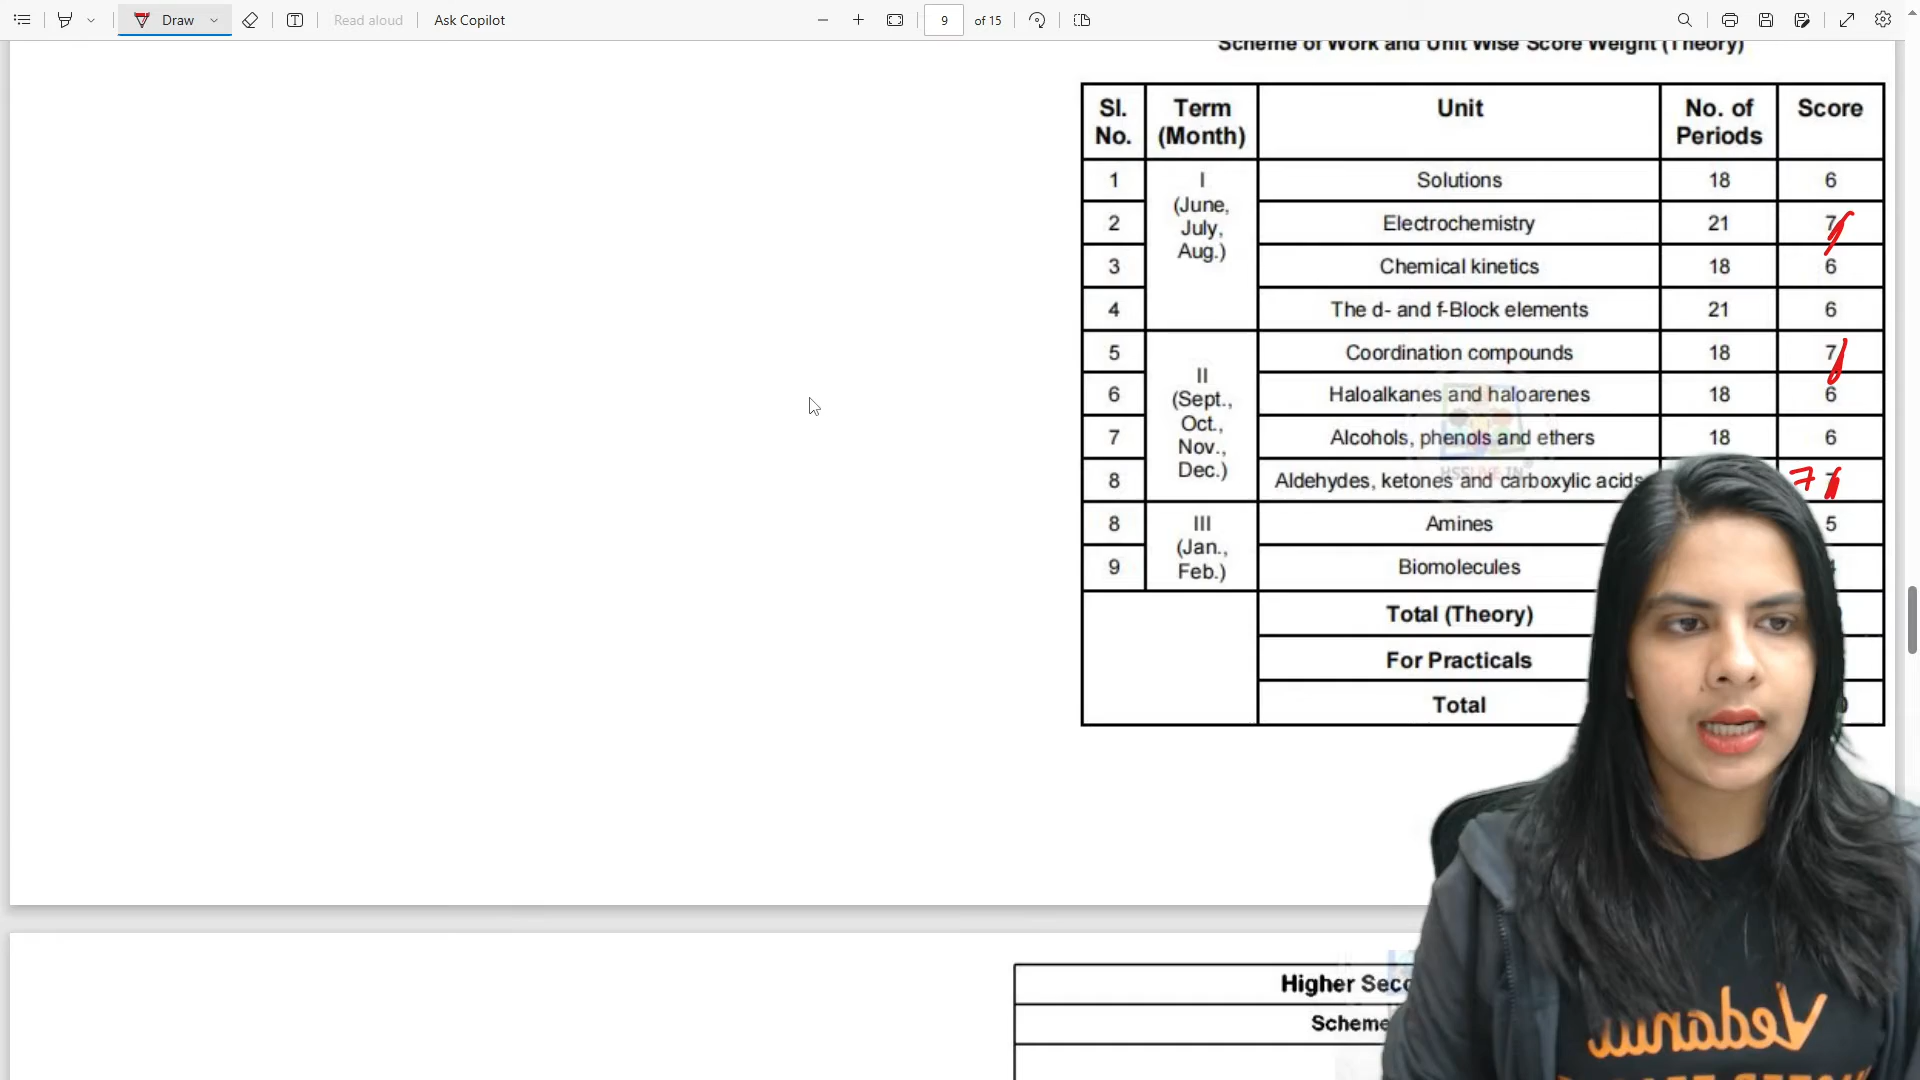 Draw
Read aloud
Ask Copilot
9
of 15
Scheme of Work and Unit Wise Score Weight (Theory)
Sl. No. Term (Month) Unit No. of Periods Score
1 I (June, July, Aug.) Solutions 18 6
2 Electrochemistry 21 7
3 Chemical kinetics 18 6
4 The d- and f-Block elements 21 6
5 II (Sept., Oct., Nov., Dec.) Coordination compounds 18 7
6 Haloalkanes and haloarenes 18 6
7 Alcohols, phenols and ethers 18 6
8 Aldehydes, ketones and carboxylic acids 7
8 III (Jan., Feb.) Amines 5
9 Biomolecules
Total (Theory)
For Practicals
Total
HSSLIVE.IN
Higher Seco
Scheme
Vedantu